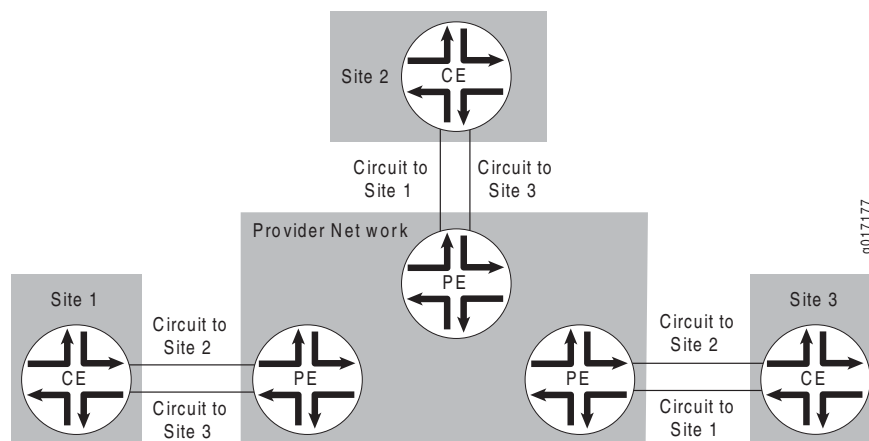 Site 2
CE
Circuit to
Site 1
Circuit to
Site 3
Provider Network
PE
g017177
Site 1
CE
Circuit to
Site 2
Circuit to
Site 3
PE
PE
Circuit to
Site 2
Circuit to
Site 1
Site 3
CE